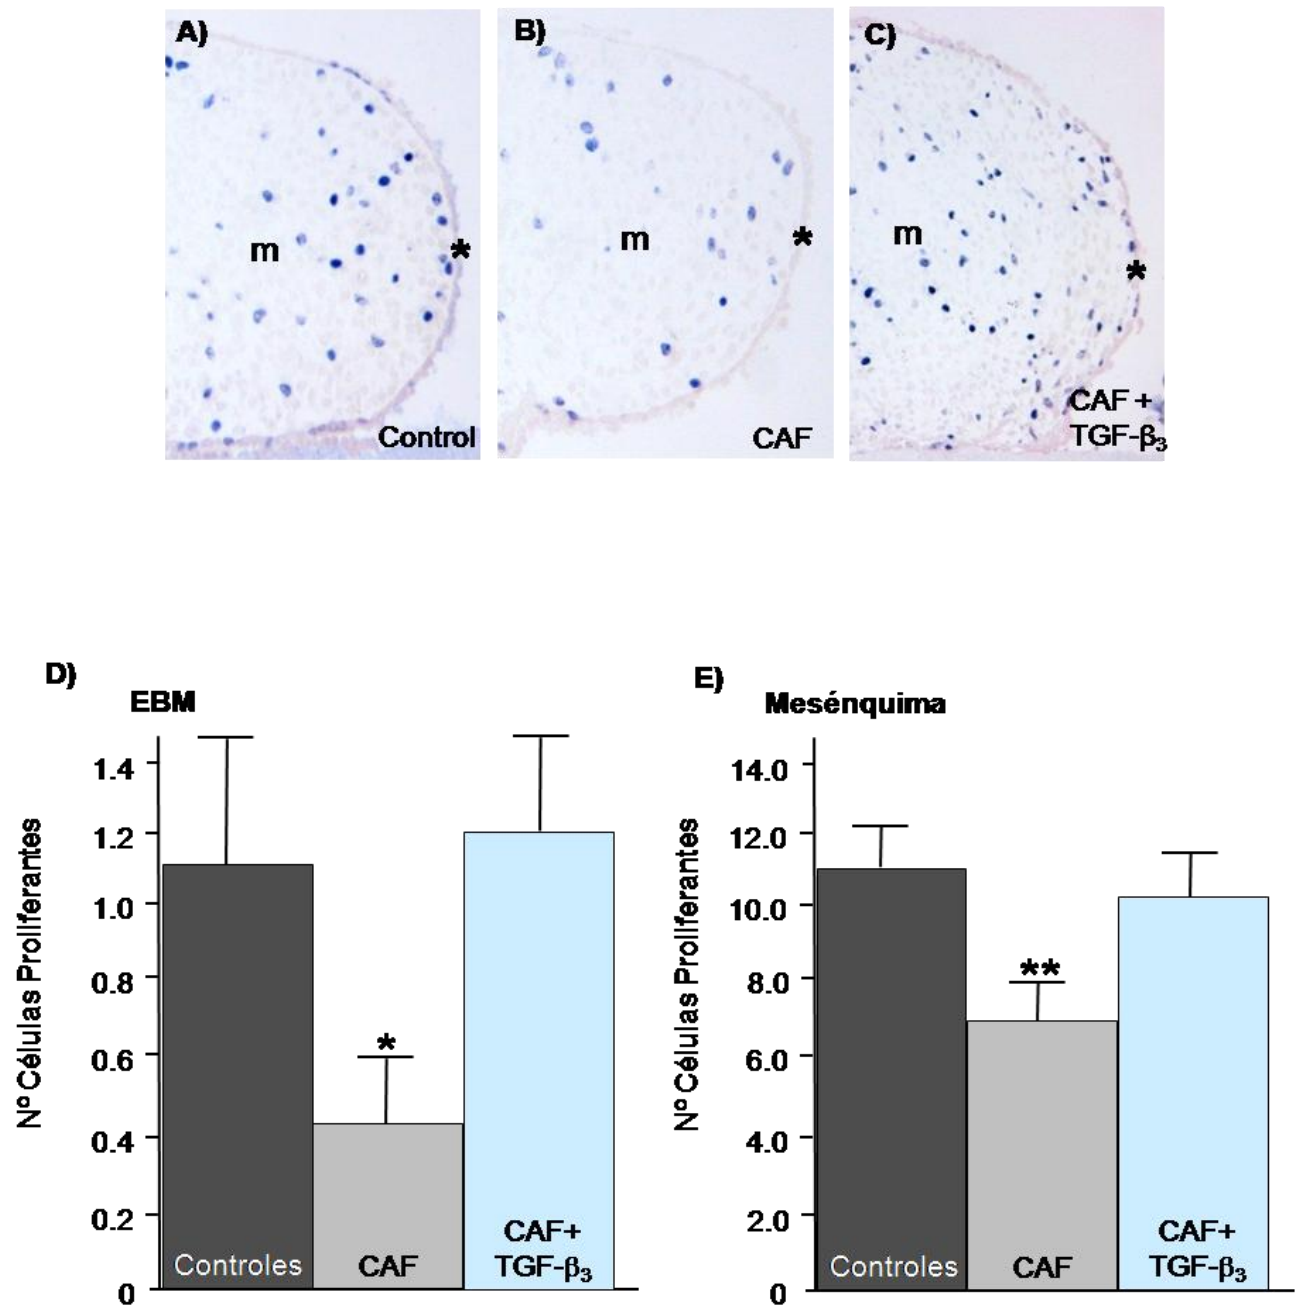 A)
m
*
Control
B)
m
*
CAF
C)
m
*
CAF +
TGF-β₃
D)
EBM
Nº Células Proliferantes
1.4
1.2
1.0
0.8
0.6
0.4
0.2
0
*
Controles
CAF
CAF+
TGF-β₃
E)
Mesénquima
Nº Células Proliferantes
14.0
12.0
10.0
8.0
6.0
4.0
2.0
0
**
Controles
CAF
CAF+
TGF-β₃